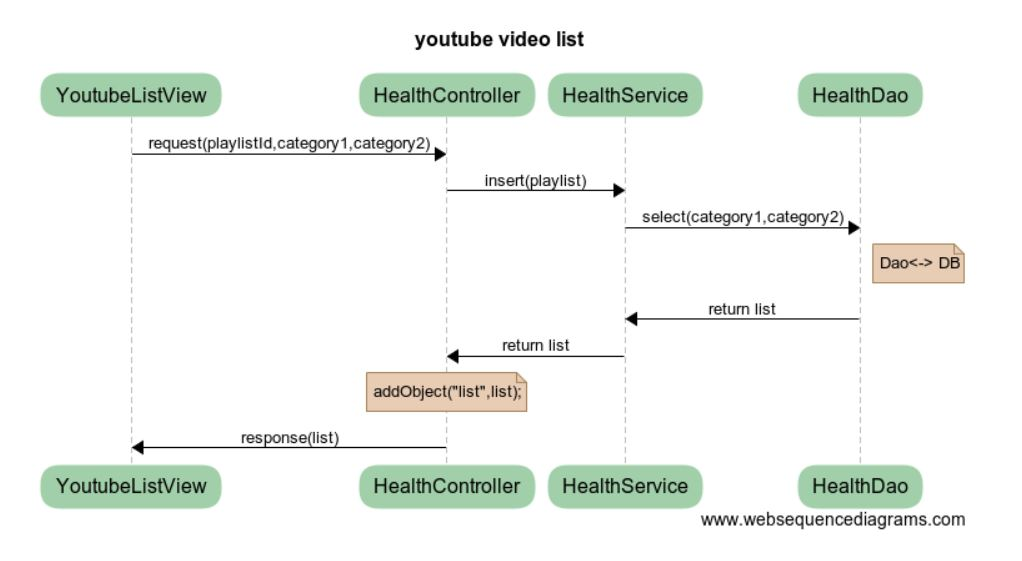 youtube video list
YoutubeListView
HealthController
HealthService
HealthDao
request(playlistId,category1,category2)
insert(playlist)
select(category1,category2)
Dao<-> DB
return list
return list
addObject("list",list);
response(list)
YoutubeListView
HealthController
HealthService
HealthDao
www.websequencediagrams.com